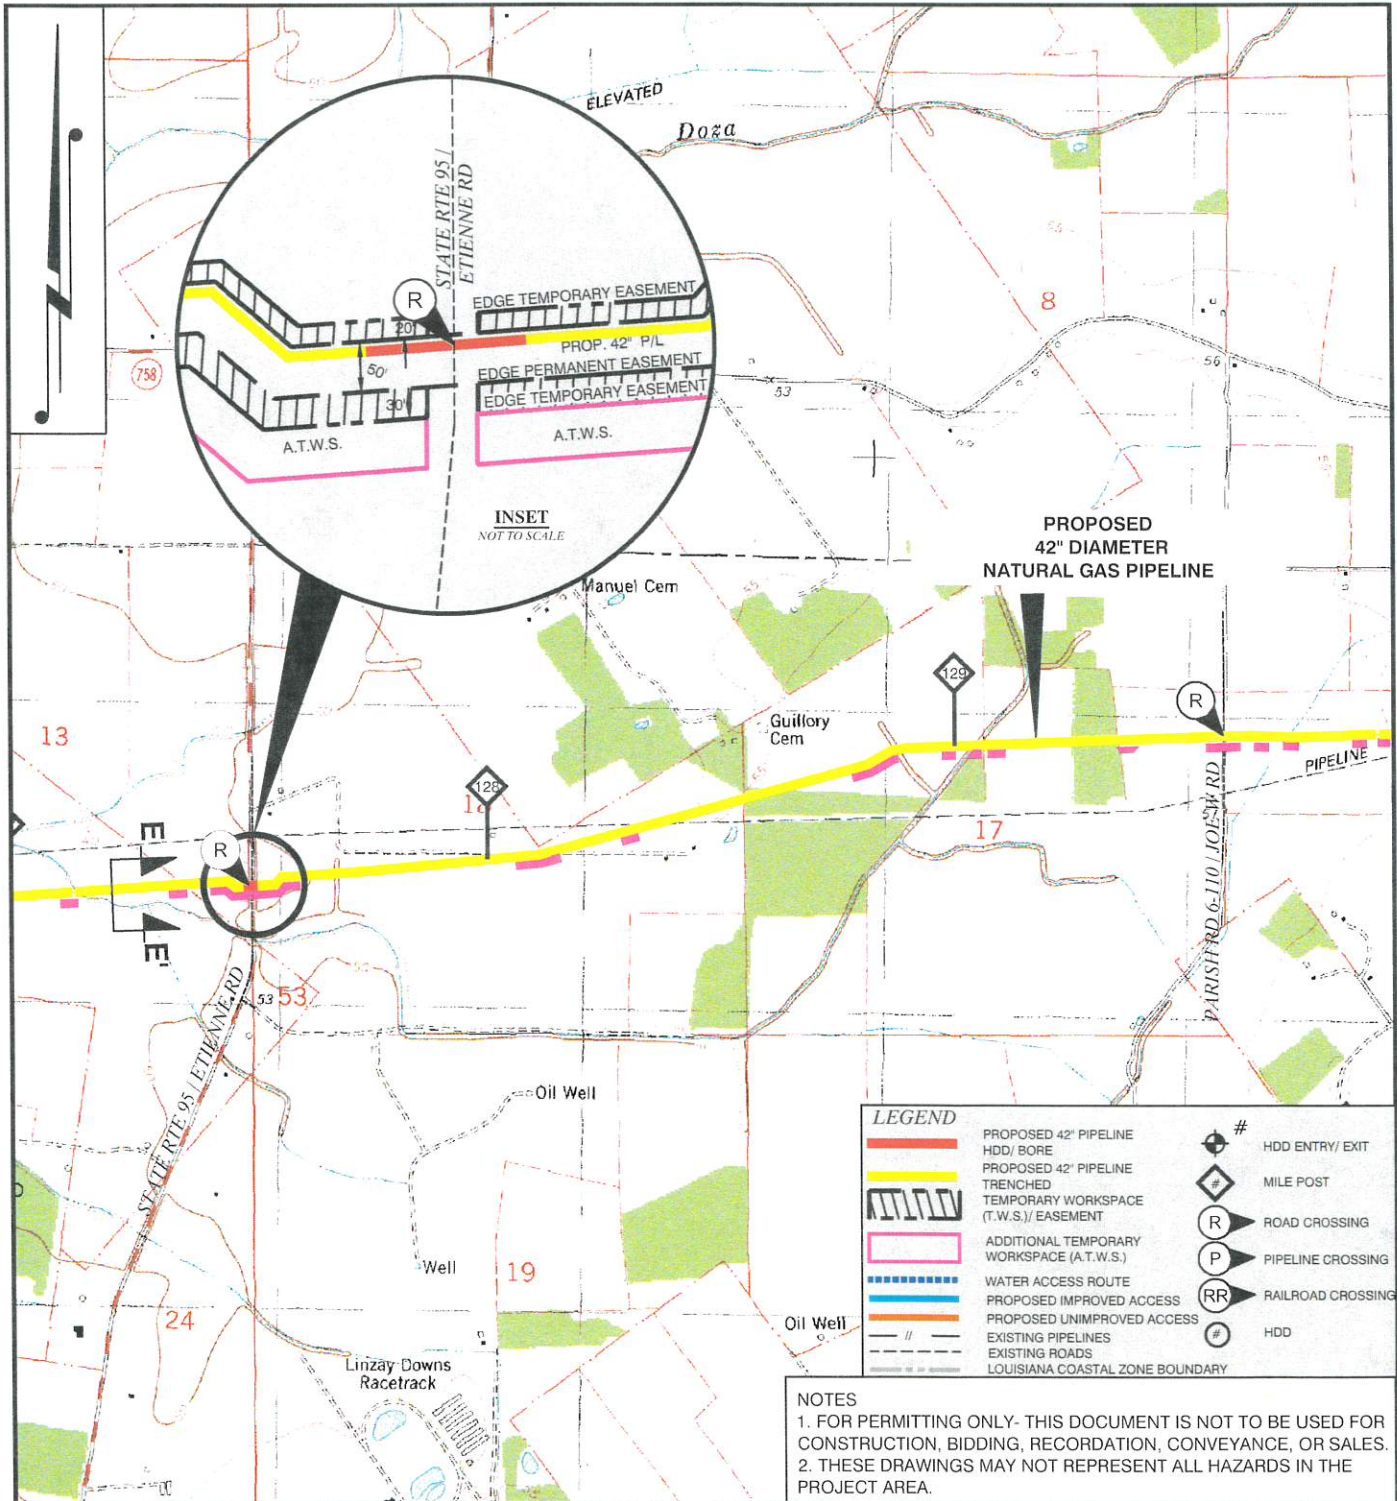 ELEVATED
Doza
STATE RTE 95 /
ETIENNE RD
R
EDGE TEMPORARY EASEMENT
20'
PROP. 42" P/L
50'
EDGE PERMANENT EASEMENT
30'
EDGE TEMPORARY EASEMENT
A.T.W.S.
A.T.W.S.
INSET
NOT TO SCALE
758
8
53
56
PROPOSED
42" DIAMETER
NATURAL GAS PIPELINE
Manuel Cem
55
129
R
Guillory
Cem
13
128
PIPELINE
17
E
R
E'
PARISH RD 6-110 / JOE-W RD
STATE RTE 95 / ETIENNE RD
53
53
Oil Well
Well
19
24
Oil Well
Linzay Downs
Racetrack
LEGEND
PROPOSED 42" PIPELINE
HDD/ BORE
PROPOSED 42" PIPELINE
TRENCHED
TEMPORARY WORKSPACE
(T.W.S.)/ EASEMENT
ADDITIONAL TEMPORARY
WORKSPACE (A.T.W.S.)
WATER ACCESS ROUTE
PROPOSED IMPROVED ACCESS
PROPOSED UNIMPROVED ACCESS
EXISTING PIPELINES
EXISTING ROADS
LOUISIANA COASTAL ZONE BOUNDARY
# HDD ENTRY/ EXIT
# MILE POST
R ROAD CROSSING
P PIPELINE CROSSING
RR RAILROAD CROSSING
# HDD
NOTES
1. FOR PERMITTING ONLY- THIS DOCUMENT IS NOT TO BE USED FOR
CONSTRUCTION, BIDDING, RECORDATION, CONVEYANCE, OR SALES.
2. THESE DRAWINGS MAY NOT REPRESENT ALL HAZARDS IN THE
PROJECT AREA.